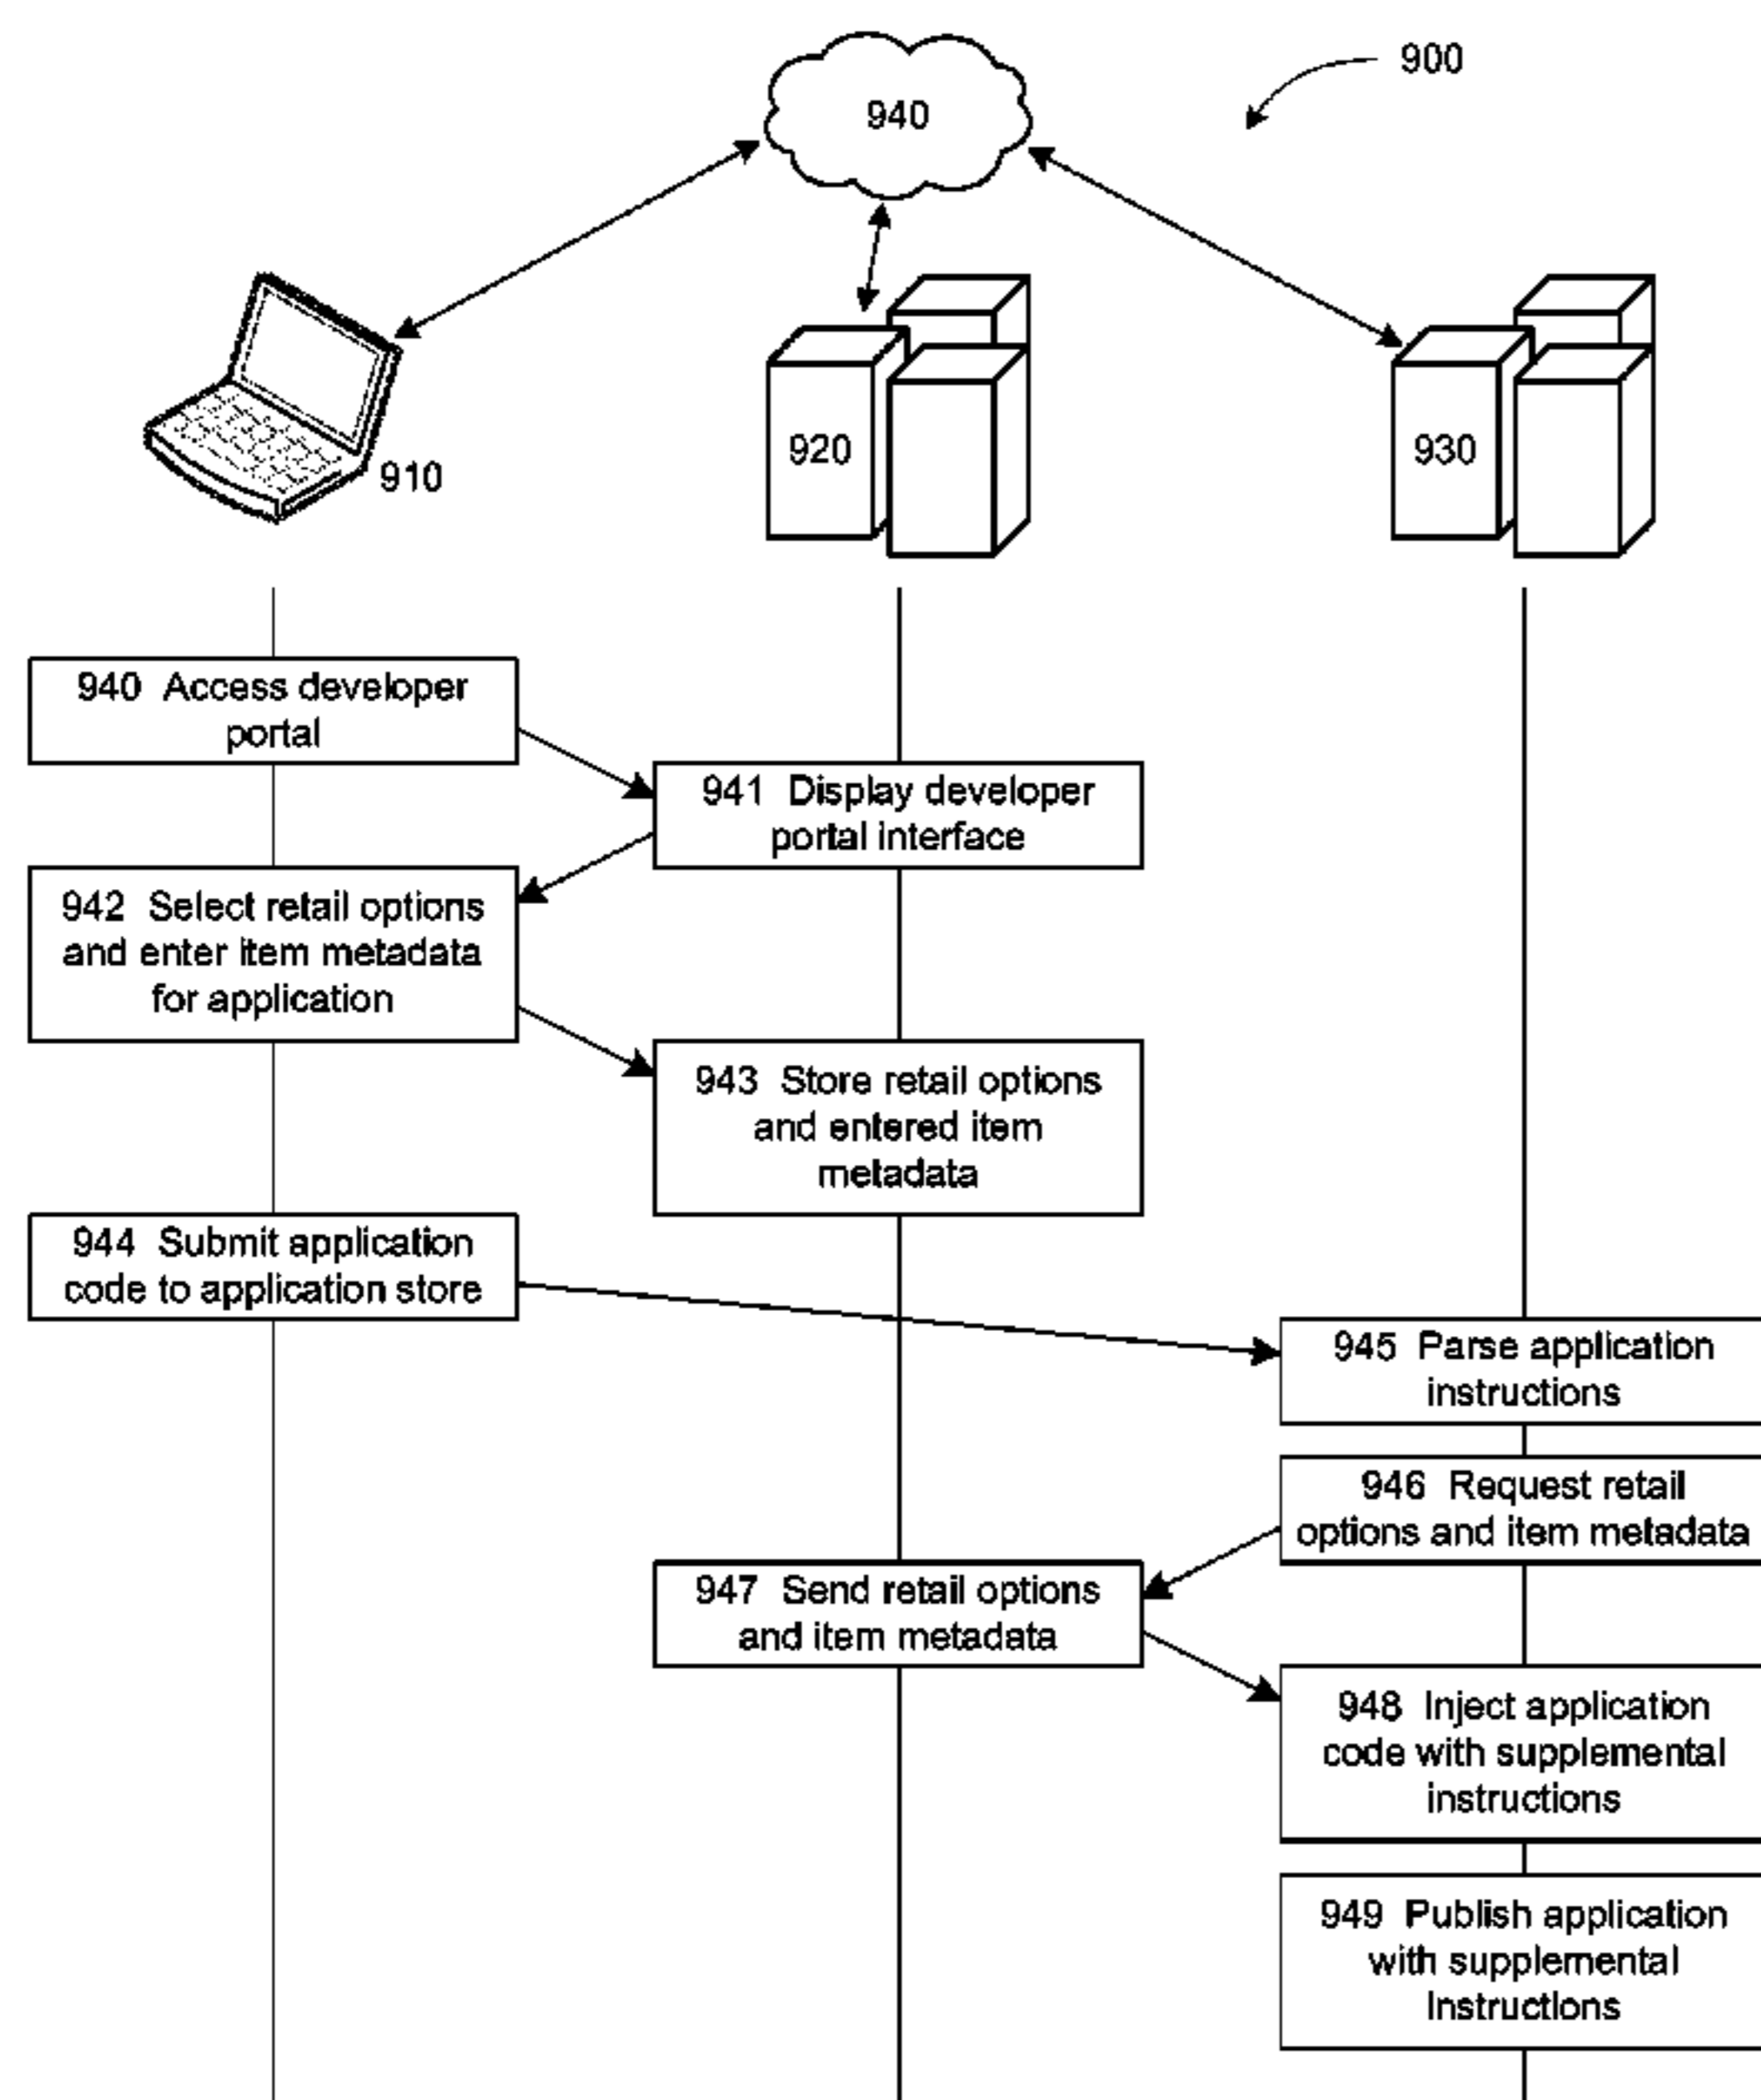 900
940
910
920
930
940 Access developer
portal
941 Display developer
portal interface
942 Select retail options
and enter item metadata
for application
943 Store retail options
and entered item
metadata
944 Submit application
code to application store
945 Parse application
instructions
946 Request retail
options and item metadata
947 Send retail options
and item metadata
948 Inject application
code with supplemental
instructions
949 Publish application
with supplemental
Instructions